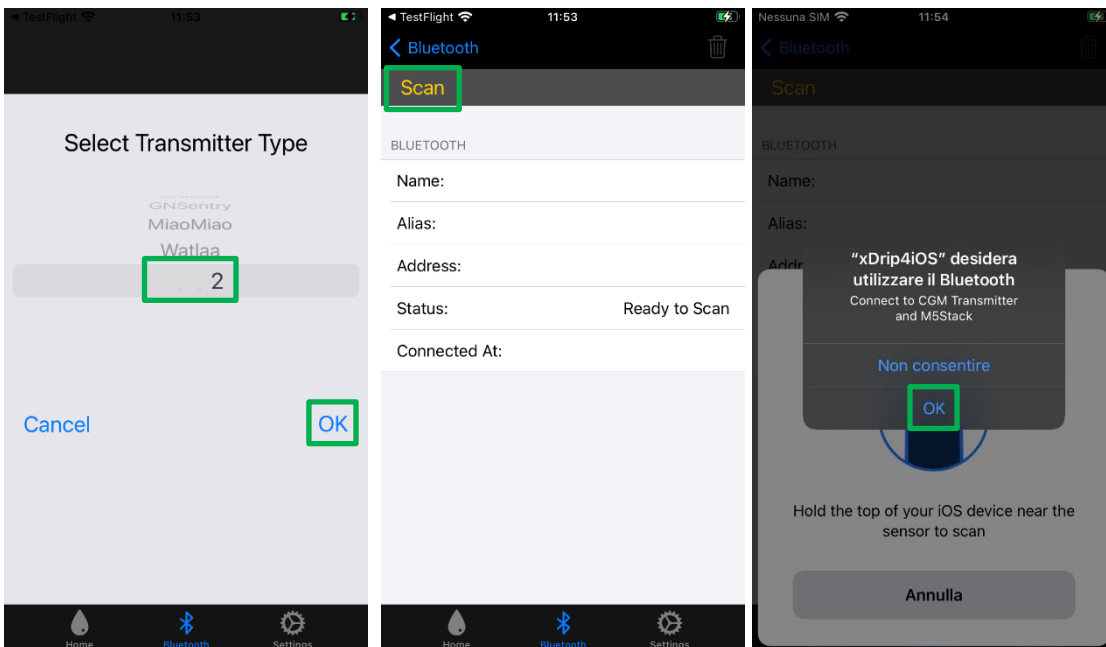 TestFlight
11:53
Select Transmitter Type
GNSentry
MiaoMiao
Watlaa
2
Cancel
OK
Home
Bluetooth
Settings
TestFlight
11:53
Bluetooth
Scan
BLUETOOTH
Name:
Alias:
Address:
Status:
Ready to Scan
Connected At:
Home
Bluetooth
Settings
Nessuna SIM
11:54
Bluetooth
Scan
BLUETOOTH
Name:
Alias:
Addr
“xDrip4iOS” desidera
utilizzare il Bluetooth
Connect to CGM Transmitter
and M5Stack
Non consentire
OK
Hold the top of your iOS device near the
sensor to scan
Annulla